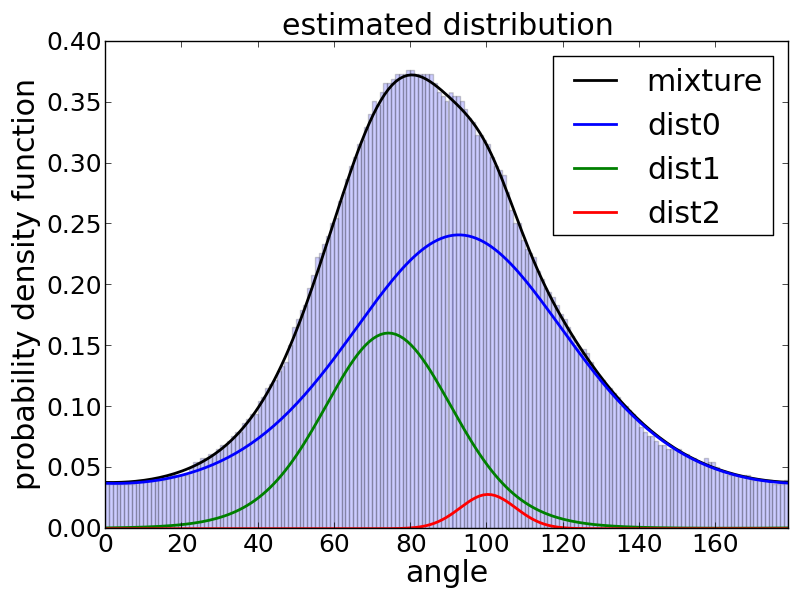 estimated distribution
probability density function
0.40
0.35
0.30
0.25
0.20
0.15
0.10
0.05
0.00
mixture
dist0
dist1
dist2
0 20 40 60 80 100 120 140 160
angle